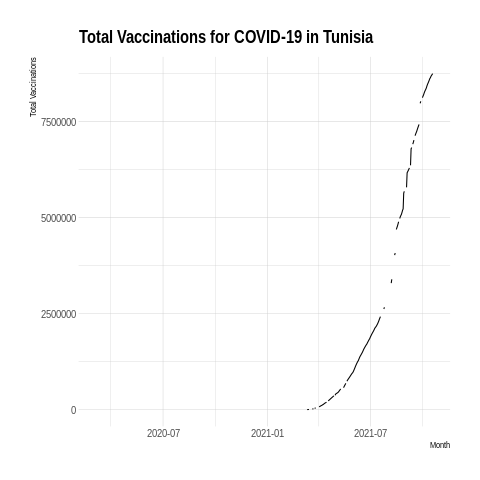 Total Vaccinations for COVID-19 in Tunisia
Total Vaccinations
7500000
5000000
2500000
0
2020-07
2021-01
2021-07
Month